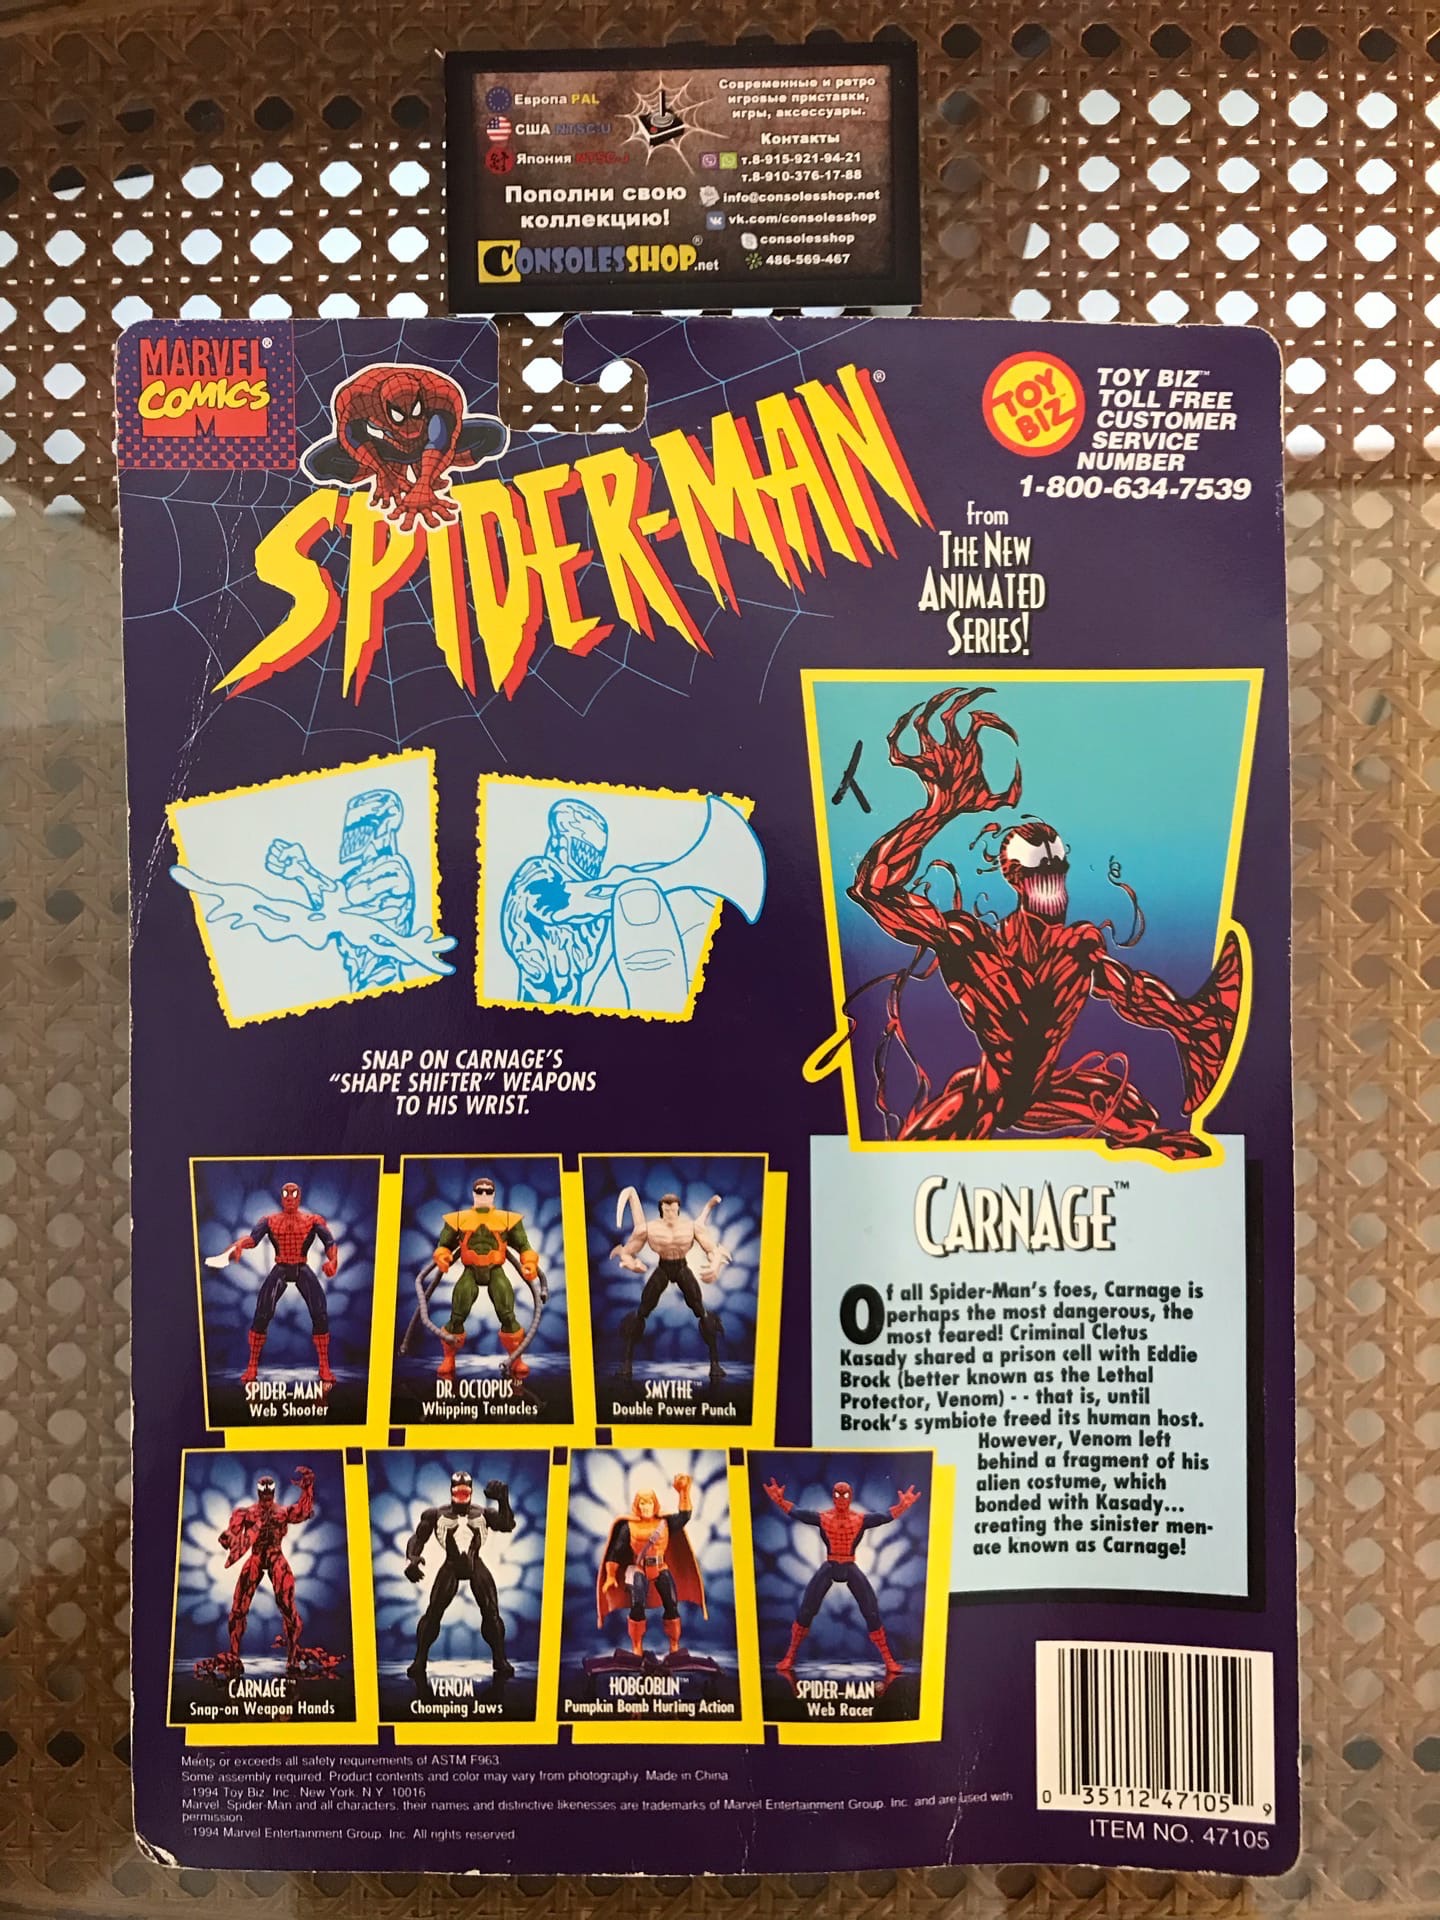 Европа PAL
США NTSC-U
Япония NTSC-J
Пополни свою
коллекцию!
CONSOLESSHOP.net
®
Современные и ретро
игровые приставки,
игры, аксессуары.
Контакты
т.8-915-921-94-21
т.8-910-376-17-88
info@consolesshop.net
vk.com/consolesshop
consolesshop
486-569-467
MARVEL®
COMICS
M
SPIDER-MAN®
TOY
BIZ
TOY BIZ™
TOLL FREE
CUSTOMER
SERVICE
NUMBER
1-800-634-7539
from
THE NEW
ANIMATED
SERIES!
SNAP ON CARNAGE'S
"SHAPE SHIFTER" WEAPONS
TO HIS WRIST.
CARNAGE™
Of all Spider-Man's foes, Carnage is
perhaps the most dangerous, the
most feared! Criminal Cletus
Kasady shared a prison cell with Eddie
Brock (better known as the Lethal
Protector, Venom) - - that is, until
Brock's symbiote freed its human host.
However, Venom left
behind a fragment of his
alien costume, which
bonded with Kasady...
creating the sinister men-
ace known as Carnage!
SPIDER-MAN®
Web Shooter
DR. OCTOPUS™
Whipping Tentacles
SMYTHE™
Double Power Punch
CARNAGE™
Snap-on Weapon Hands
VENOM™
Chomping Jaws
HOBGOBLIN™
Pumpkin Bomb Hurling Action
SPIDER-MAN®
Web Racer
Meets or exceeds all safety requirements of ASTM F963.
Some assembly required. Product contents and color may vary from photography. Made in China
©1994 Toy Biz, Inc., New York, N.Y. 10016
Marvel, Spider-Man and all characters, their names and distinctive likenesses are trademarks of Marvel Entertainment Group, Inc. and are used with
permission.
©1994 Marvel Entertainment Group, Inc. All rights reserved.
0 35112 47105 9
ITEM NO. 47105